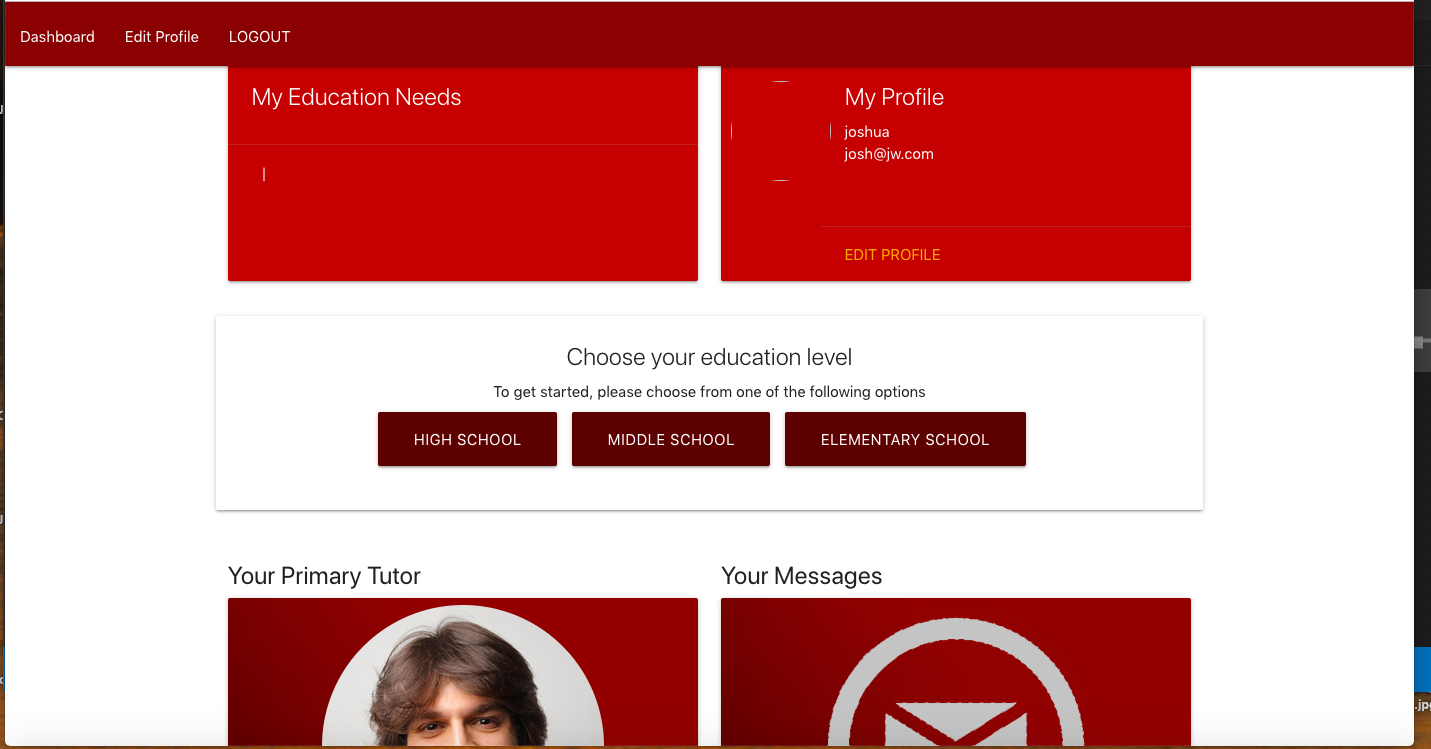 Dashboard Edit Profile LOGOUT
My Education Needs
|
My Profile
joshua
josh@jw.com
EDIT PROFILE
Choose your education level
To get started, please choose from one of the following options
HIGH SCHOOL MIDDLE SCHOOL ELEMENTARY SCHOOL
Your Primary Tutor
Your Messages
.jpg